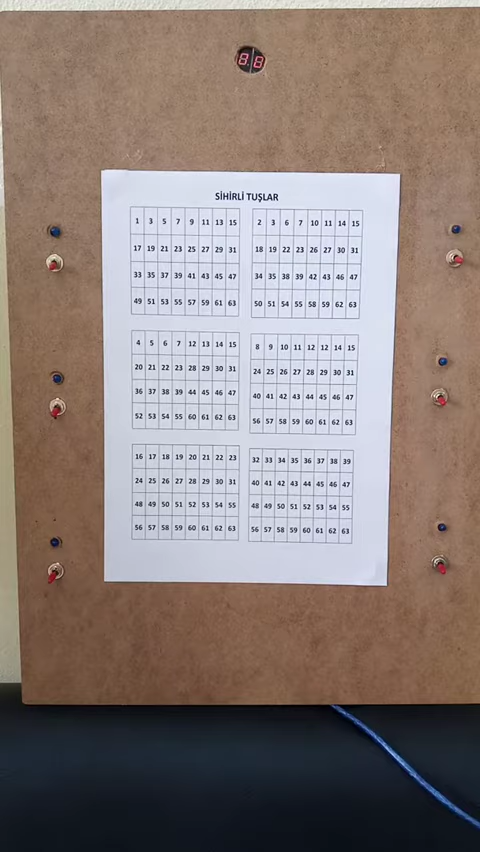 8.8
SİHİRLİ TUŞLAR
1 3 5 7 9 11 13 15
17 19 21 23 25 27 29 31
33 35 37 39 41 43 45 47
49 51 53 55 57 59 61 63
2 3 6 7 10 11 14 15
18 19 22 23 26 27 30 31
34 35 38 39 42 43 46 47
50 51 54 55 58 59 62 63
4 5 6 7 12 13 14 15
20 21 22 23 28 29 30 31
36 37 38 39 44 45 46 47
52 53 54 55 60 61 62 63
8 9 10 11 12 12 14 15
24 25 26 27 28 29 30 31
40 41 42 43 44 45 46 47
56 57 58 59 60 61 62 63
16 17 18 19 20 21 22 23
24 25 26 27 28 29 30 31
48 49 50 51 52 53 54 55
56 57 58 59 60 61 62 63
32 33 34 35 36 37 38 39
40 41 42 43 44 45 46 47
48 49 50 51 52 53 54 55
56 57 58 59 60 61 62 63